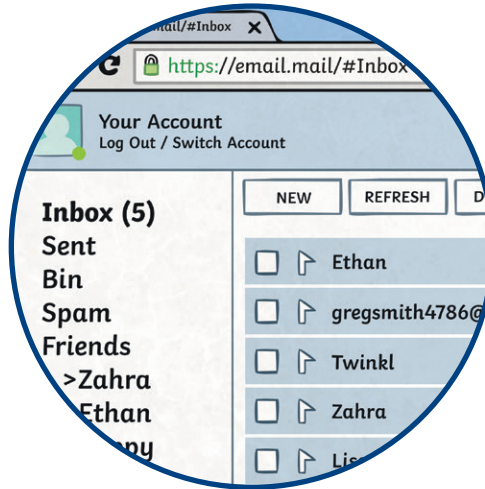 mail/#Inbox X
https://email.mail/#Inbox
Your Account
Log Out / Switch Account
NEW REFRESH D
Inbox (5)
Sent
Bin
Spam
Friends
>Zahra
Ethan
Ethan
gregsmith4786@
Twinkl
Zahra